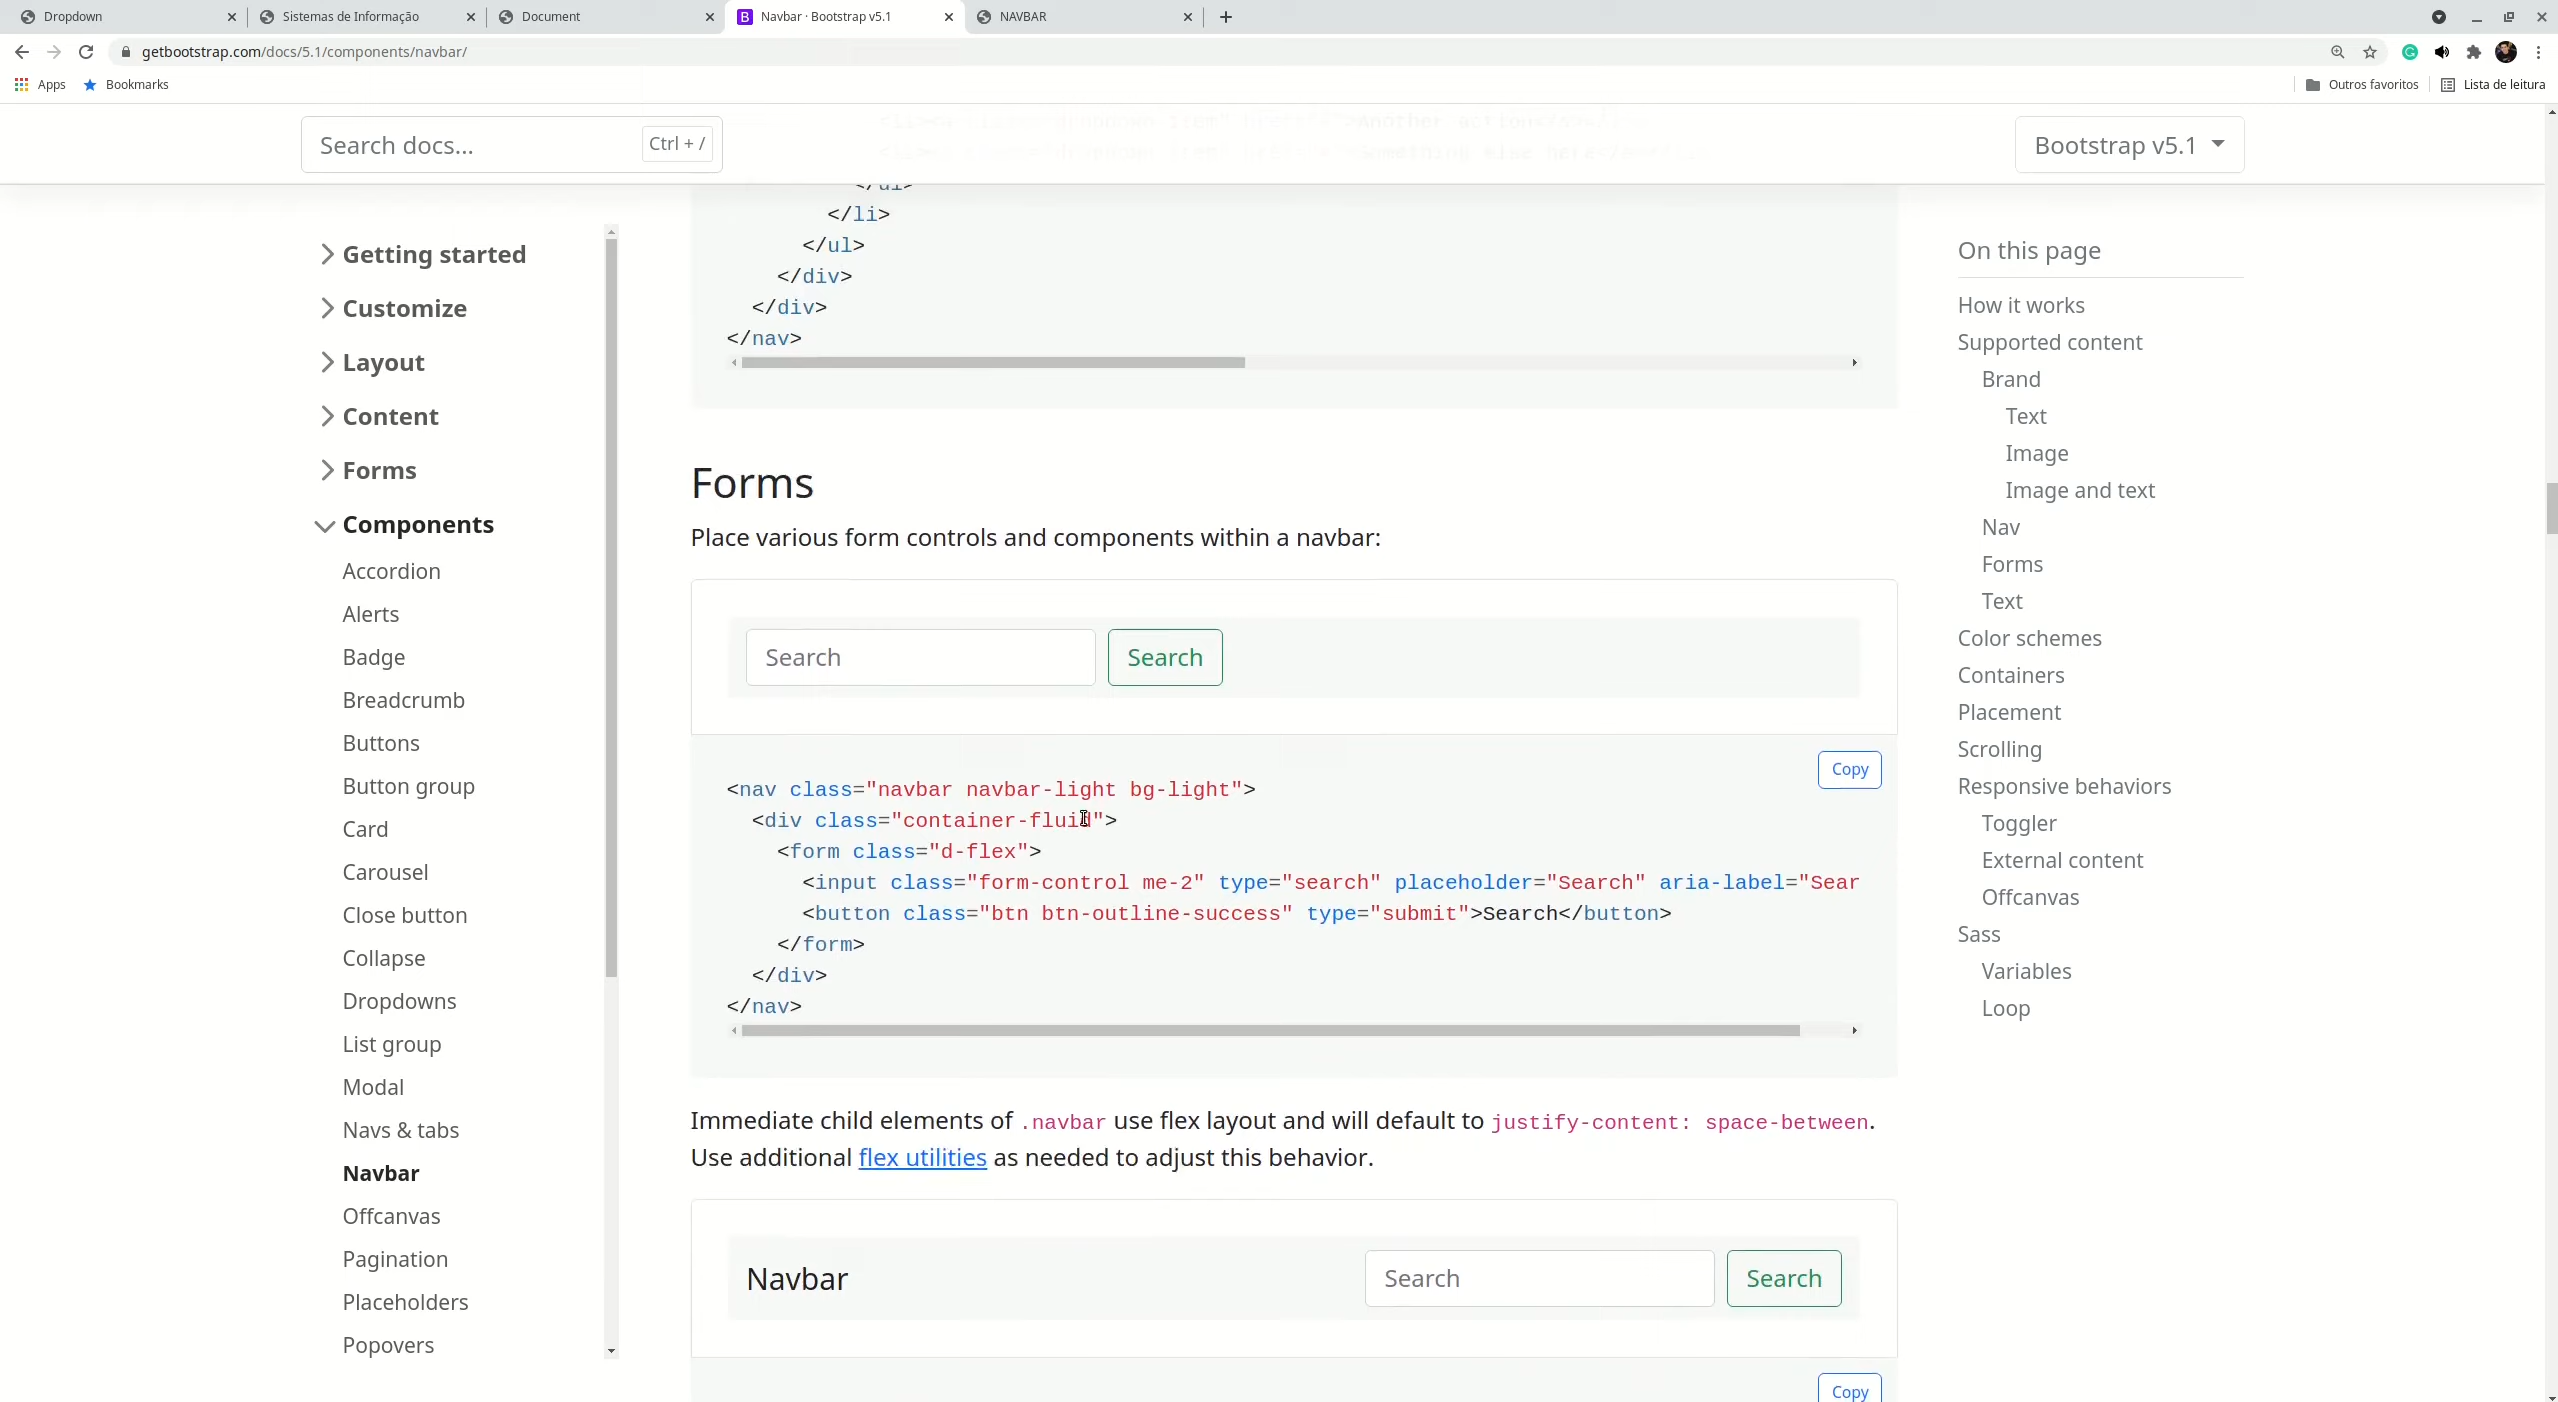 Dropdown
Sistemas de Informação
Document
Navbar · Bootstrap v5.1
NAVBAR
getbootstrap.com/docs/5.1/components/navbar/
Apps
Bookmarks
Outros favoritos
Lista de leitura
Search docs...
Ctrl + /
Bootstrap v5.1
Getting started
Customize
Layout
Content
Forms
Components
Accordion
Alerts
Badge
Breadcrumb
Buttons
Button group
Card
Carousel
Close button
Collapse
Dropdowns
List group
Modal
Navs & tabs
Navbar
Offcanvas
Pagination
Placeholders
Popovers
</ul>
</li>
</ul>
</div>
</div>
</nav>
Forms
Place various form controls and components within a navbar:
Search
Search
Copy
<nav class="navbar navbar-light bg-light">
<div class="container-fluid">
<form class="d-flex">
<input class="form-control me-2" type="search" placeholder="Search" aria-label="Sear
<button class="btn btn-outline-success" type="submit">Search</button>
</form>
</div>
</nav>
Immediate child elements of .navbar use flex layout and will default to justify-content: space-between.
Use additional flex utilities as needed to adjust this behavior.
Navbar
Search
Search
Copy
On this page
How it works
Supported content
Brand
Text
Image
Image and text
Nav
Forms
Text
Color schemes
Containers
Placement
Scrolling
Responsive behaviors
Toggler
External content
Offcanvas
Sass
Variables
Loop